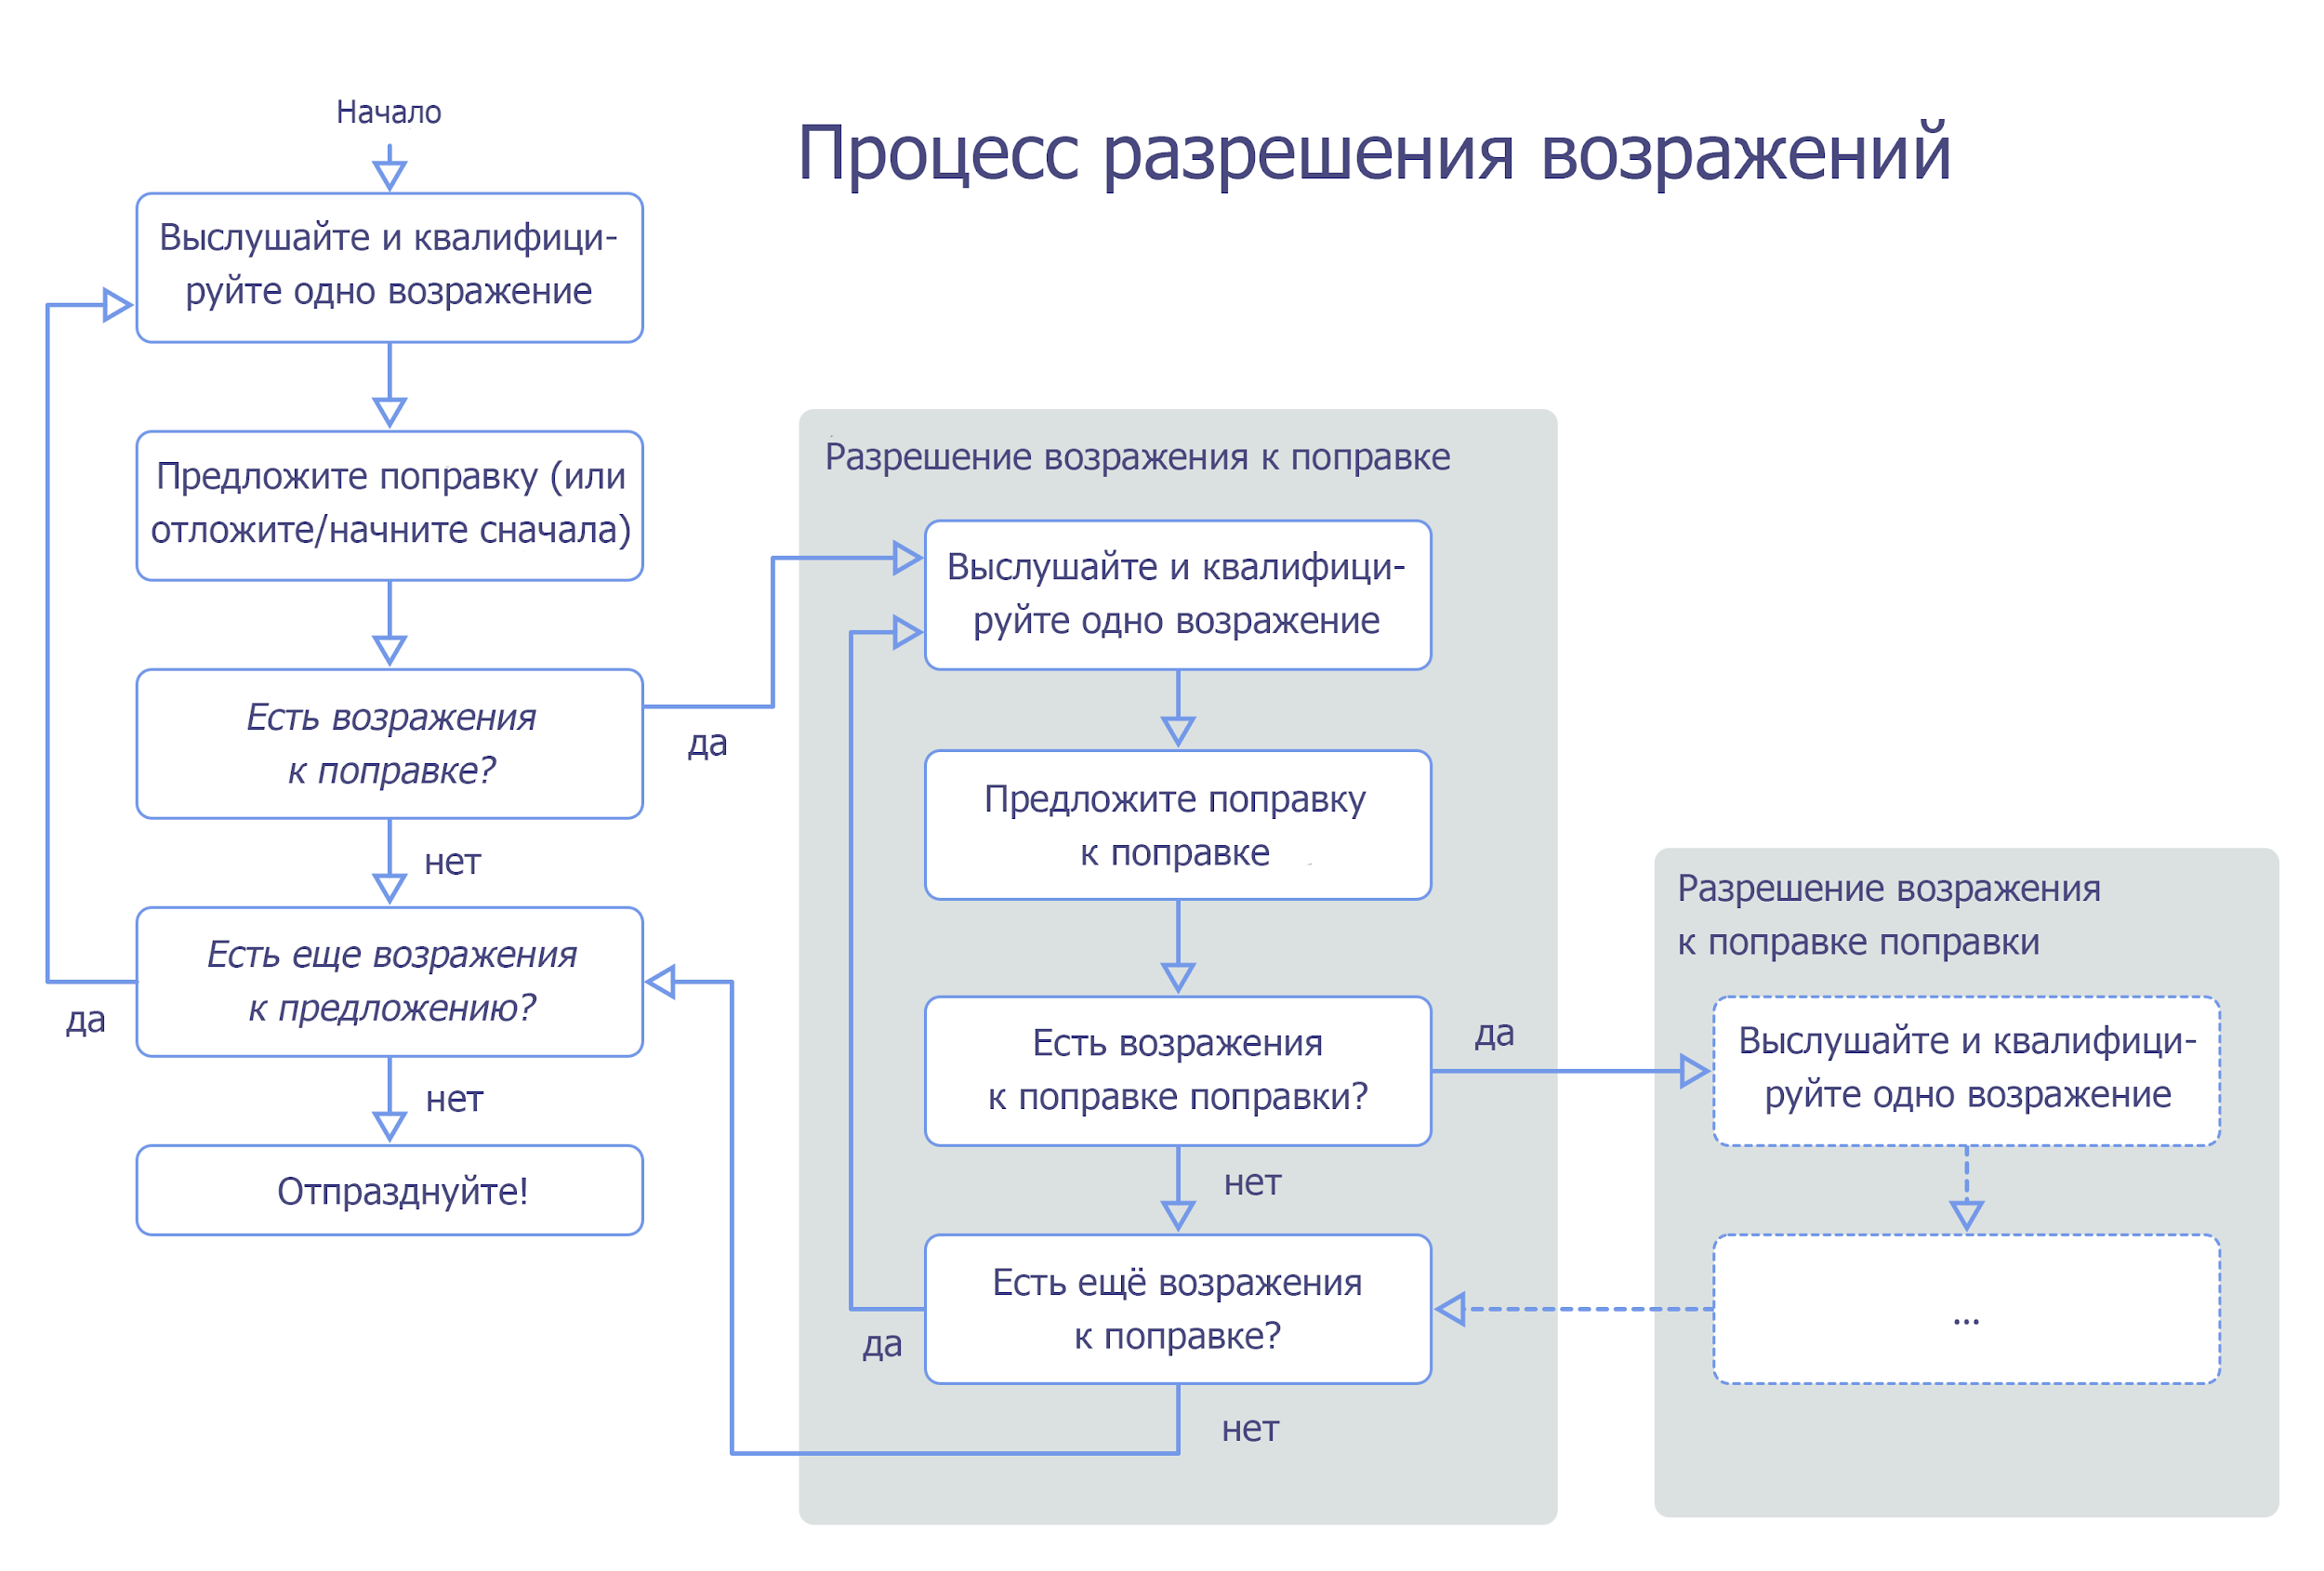 Начало
Процесс разрешения возражений
Выслушайте и квалифици-
руйте одно возражение
Предложите поправку (или
отложите/начните сначала)
Есть возражения
к поправке?
да
нет
Есть еще возражения
к предложению?
да
нет
Отпразднуйте!
Разрешение возражения к поправке
Выслушайте и квалифици-
руйте одно возражение
Предложите поправку
к поправке
Есть возражения
к поправке поправки?
да
нет
Есть ещё возражения
к поправке?
да
нет
Разрешение возражения
к поправке поправки
Выслушайте и квалифици-
руйте одно возражение
...